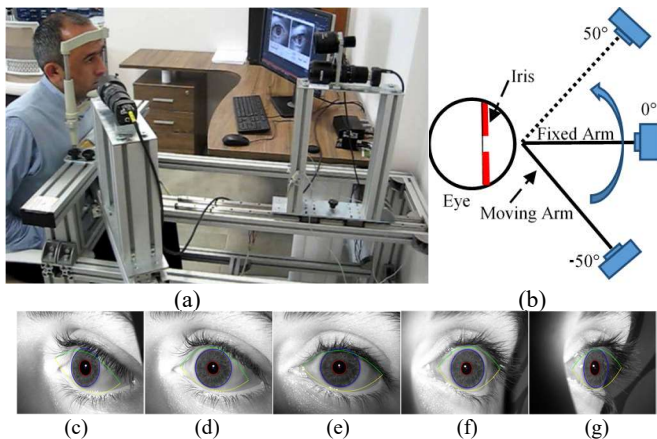 50°
Iris
0°
Fixed Arm
Eye
Moving Arm
-50°
(a)
(b)
(c)
(d)
(e)
(f)
(g)